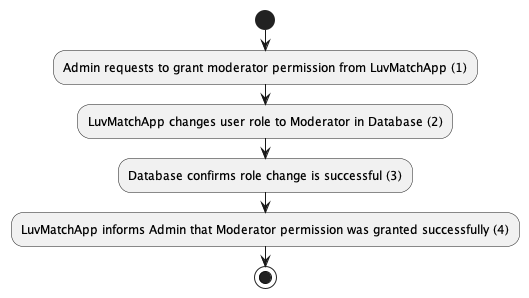 Admin requests to grant moderator permission from LuvMatchApp (1)
LuvMatchApp changes user role to Moderator in Database (2)
Database confirms role change is successful (3)
LuvMatchApp informs Admin that Moderator permission was granted successfully (4)